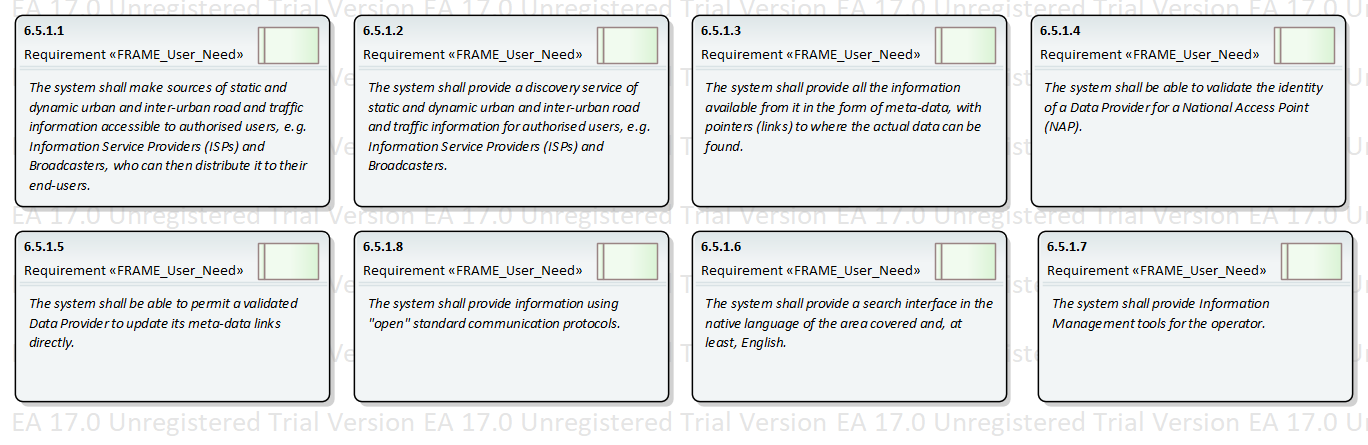 EA 17.0 Unregistered Trial Version EA 17.0 Unregistered Trial Version EA 17.0 Unregistered Trial Version EA 17.0
6.5.1.1
Requirement «FRAME_User_Need»
The system shall make sources of static and
dynamic urban and inter-urban road and traffic
information accessible to authorised users, e.g.
Information Service Providers (ISPs) and
Broadcasters, who can then distribute it to their
end-users.
6.5.1.2
Requirement «FRAME_User_Need»
The system shall provide a discovery service of
static and dynamic urban and inter-urban road
and traffic information for authorised users, e.g.
Information Service Providers (ISPs) and
Broadcasters.
6.5.1.3
Requirement «FRAME_User_Need»
The system shall provide all the information
available from it in the form of meta-data, with
pointers (links) to where the actual data can be
found.
6.5.1.4
Requirement «FRAME_User_Need»
The system shall be able to validate the identity
of a Data Provider for a National Access Point
(NAP).
EA 17.0 Unregistered Trial Version EA 17.0 Unregistered Trial Version EA 17.0 Unregistered Trial Version EA 17.0
6.5.1.5
Requirement «FRAME_User_Need»
The system shall be able to permit a validated
Data Provider to update its meta-data links
directly.
6.5.1.8
Requirement «FRAME_User_Need»
The system shall provide information using
"open" standard communication protocols.
6.5.1.6
Requirement «FRAME_User_Need»
The system shall provide a search interface in the
native language of the area covered and, at
least, English.
6.5.1.7
Requirement «FRAME_User_Need»
The system shall provide Information
Management tools for the operator.
EA 17.0 Unregistered Trial Version EA 17.0 Unregistered Trial Version EA 17.0 Unregistered Trial Version EA 17.0